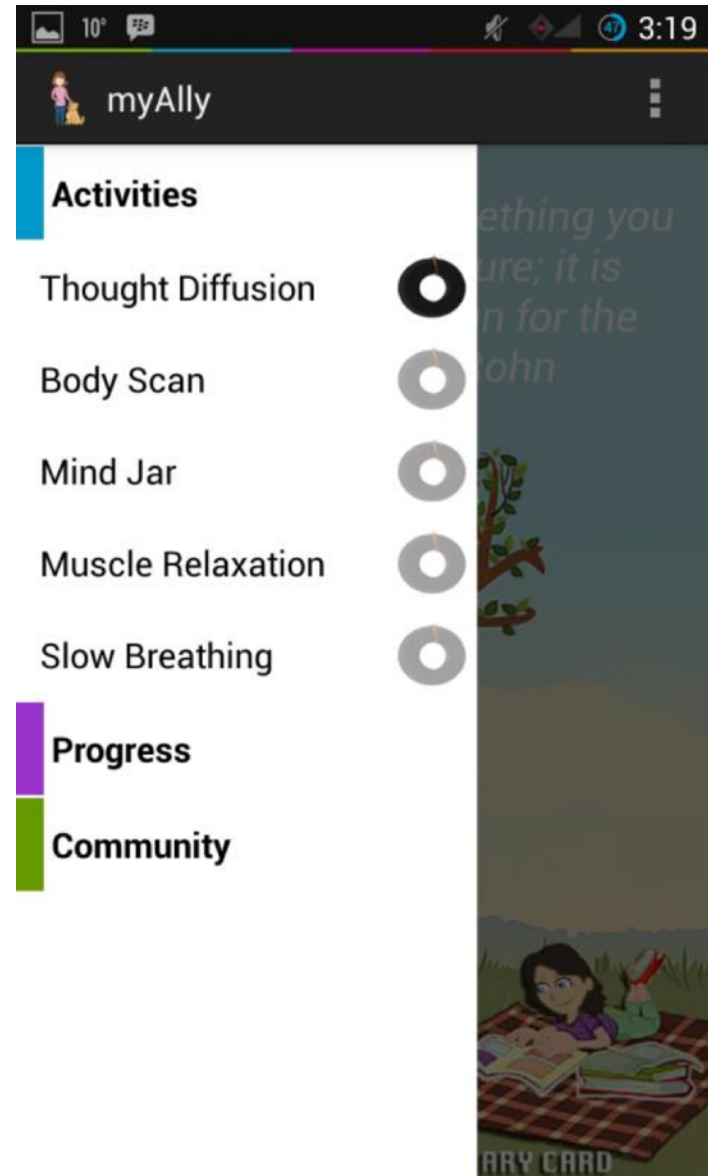 10°
47
3:19
myAlly
Activities
Thought Diffusion
Body Scan
Mind Jar
Muscle Relaxation
Slow Breathing
Progress
Community
ething you
ure; it is
n for the
ohn
ARY CARD